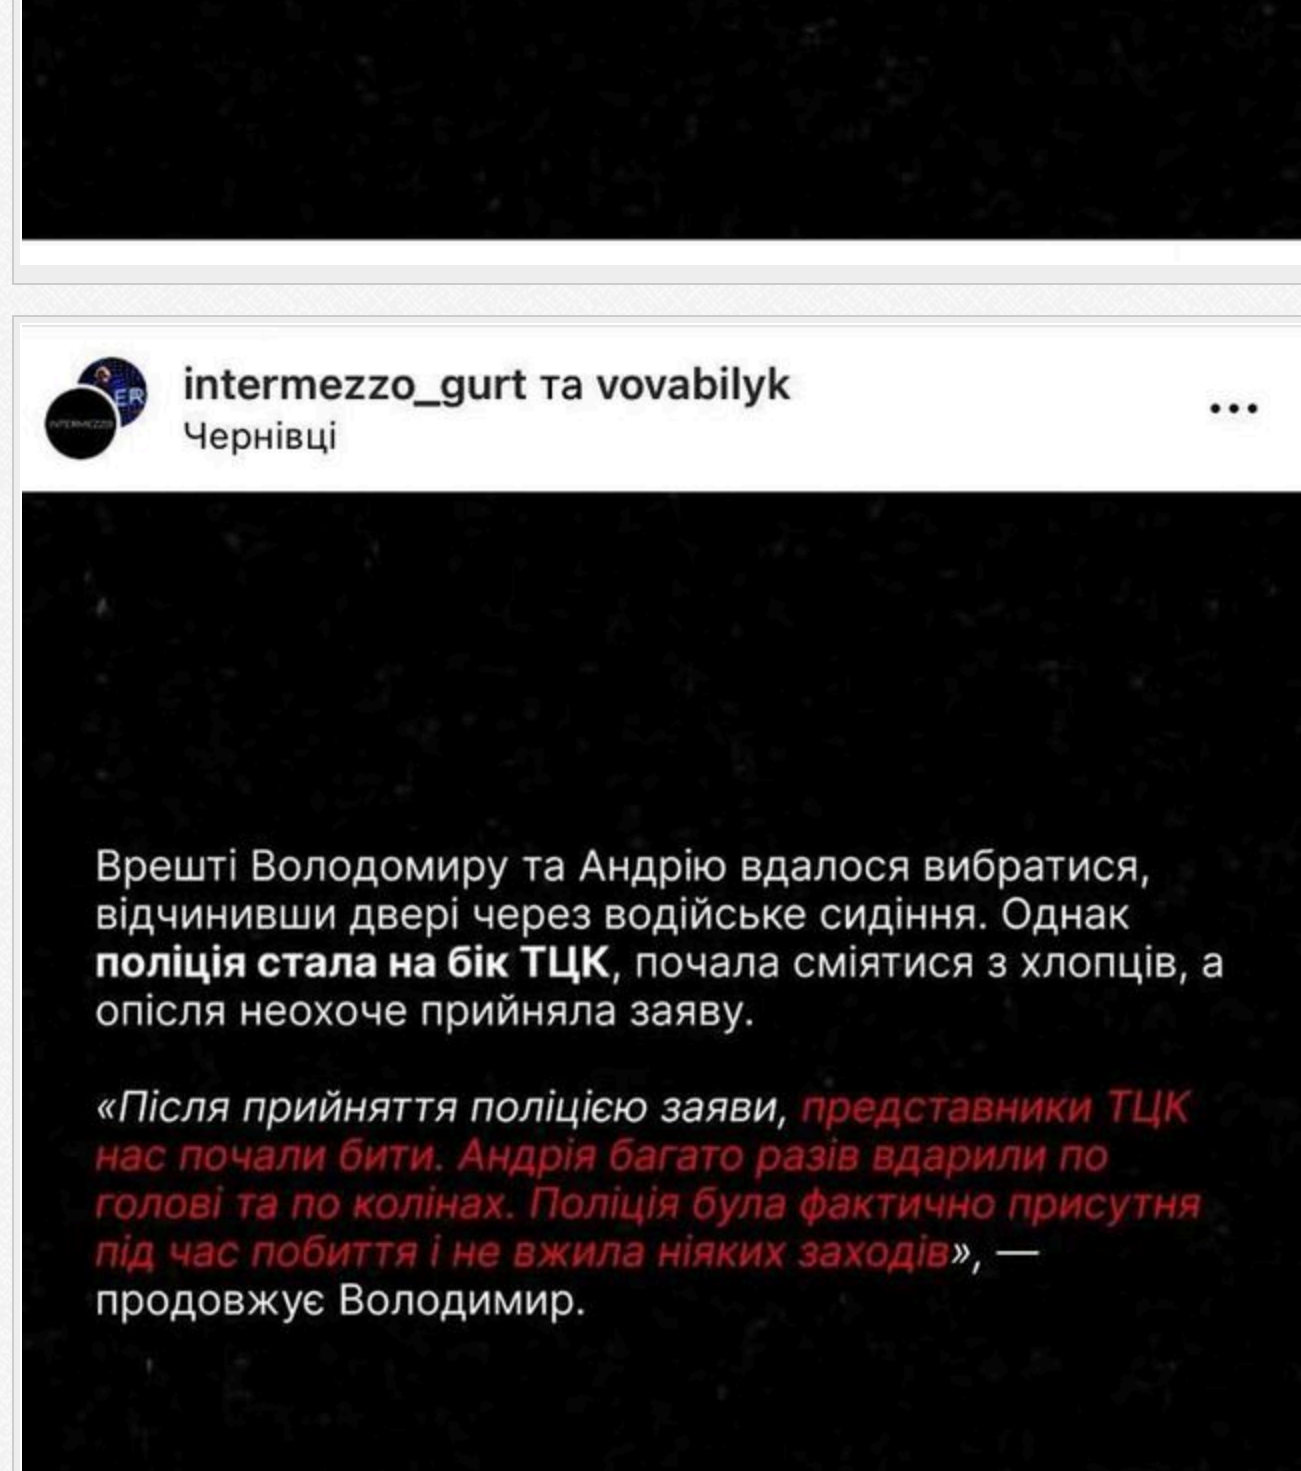 intermezzo_gurt та vovabilyk
Чернівці
INTERMEZZO
ER
Врешті Володомиру та Андрію вдалося вибратися,
відчинивши двері через водійське сидіння. Однак
поліція стала на бік ТЦК, почала сміятися з хлопців, а
опісля неохоче прийняла заяву.
«Після прийняття поліцією заяви, представники ТЦК
нас почали бити. Андрія багато разів вдарили по
голові та по колінах. Поліція була фактично присутня
під час побиття і не вжила ніяких заходів», —
продовжує Володимир.